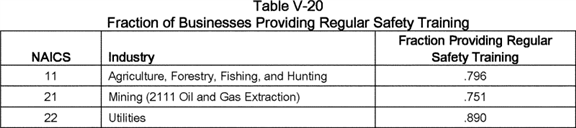 Table V-20
Fraction of Businesses Providing Regular Safety Training
NAICS Industry Fraction Providing Regular Safety Training
11 Agriculture, Forestry, Fishing, and Hunting .796
21 Mining (2111 Oil and Gas Extraction) .751
22 Utilities .890